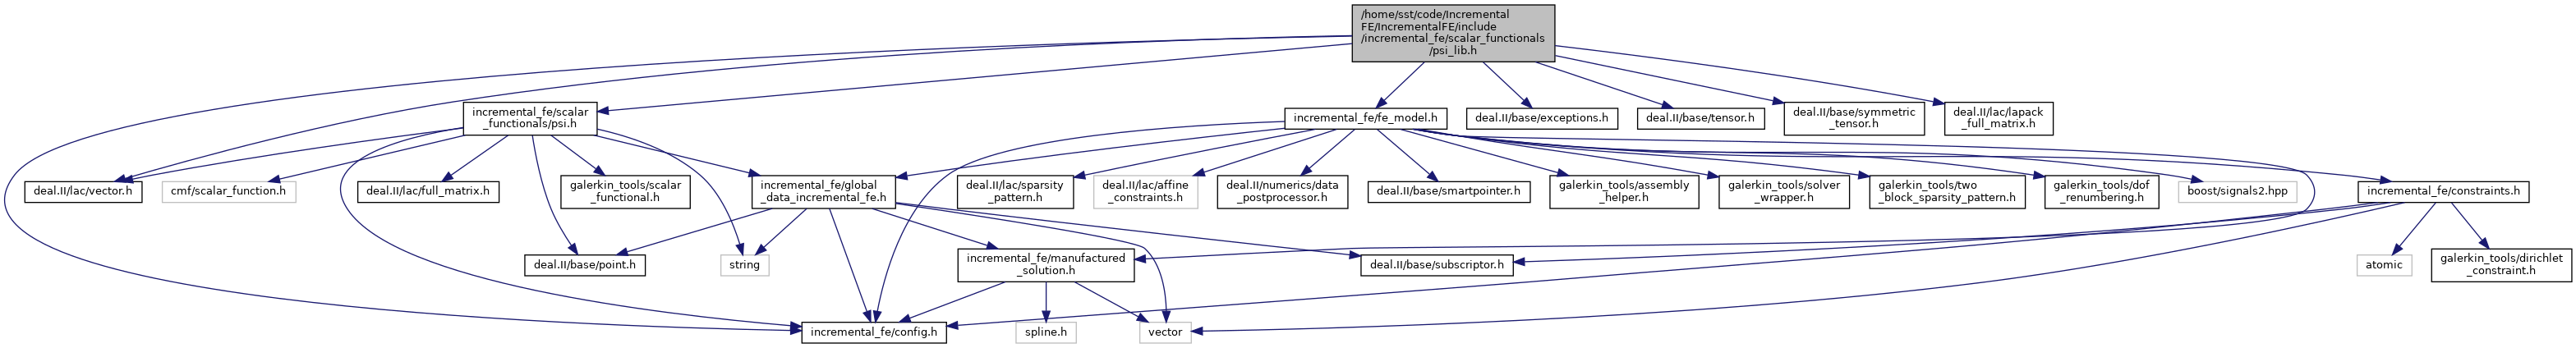 /home/sst/code/Incremental
FE/IncrementalFE/include
/incremental_fe/scalar_functionals
/psi_lib.h
incremental_fe/scalar
_functionals/psi.h
incremental_fe/fe_model.h
deal.II/base/exceptions.h
deal.II/base/tensor.h
deal.II/base/symmetric
_tensor.h
deal.II/lac/lapack
_full_matrix.h
deal.II/lac/vector.h
cmf/scalar_function.h
deal.II/lac/full_matrix.h
galerkin_tools/scalar
_functional.h
incremental_fe/global
_data_incremental_fe.h
deal.II/lac/sparsity
_pattern.h
deal.II/lac/affine
_constraints.h
deal.II/numerics/data
_postprocessor.h
deal.II/base/smartpointer.h
galerkin_tools/assembly
_helper.h
galerkin_tools/solver
_wrapper.h
galerkin_tools/two
_block_sparsity_pattern.h
galerkin_tools/dof
_renumbering.h
boost/signals2.hpp
incremental_fe/constraints.h
deal.II/base/point.h
string
incremental_fe/manufactured
_solution.h
deal.II/base/subscriptor.h
atomic
galerkin_tools/dirichlet
_constraint.h
incremental_fe/config.h
spline.h
vector